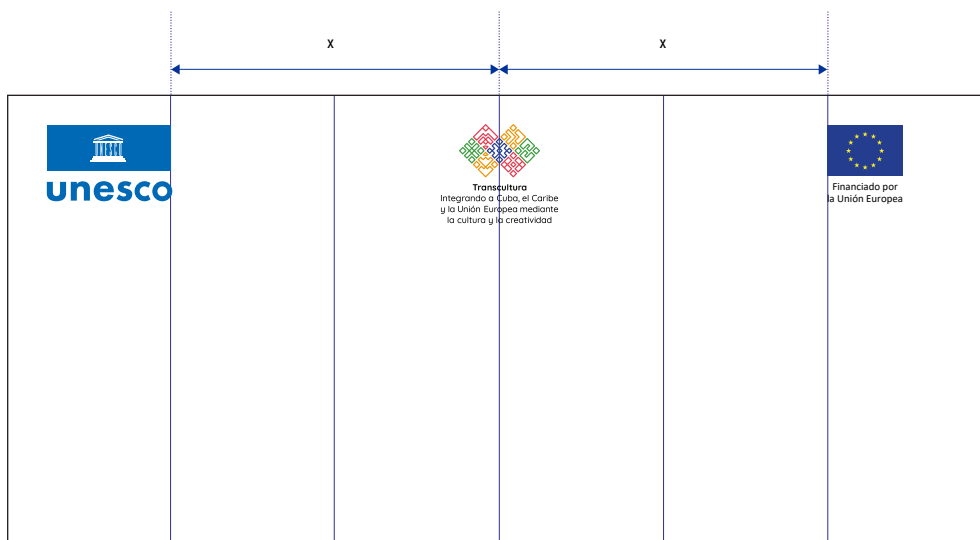 X
X
unesco
Transcultura
Integrando a Cuba, el Caribe
y la Unión Europea mediante
la cultura y la creatividad
Financiado por
la Unión Europea